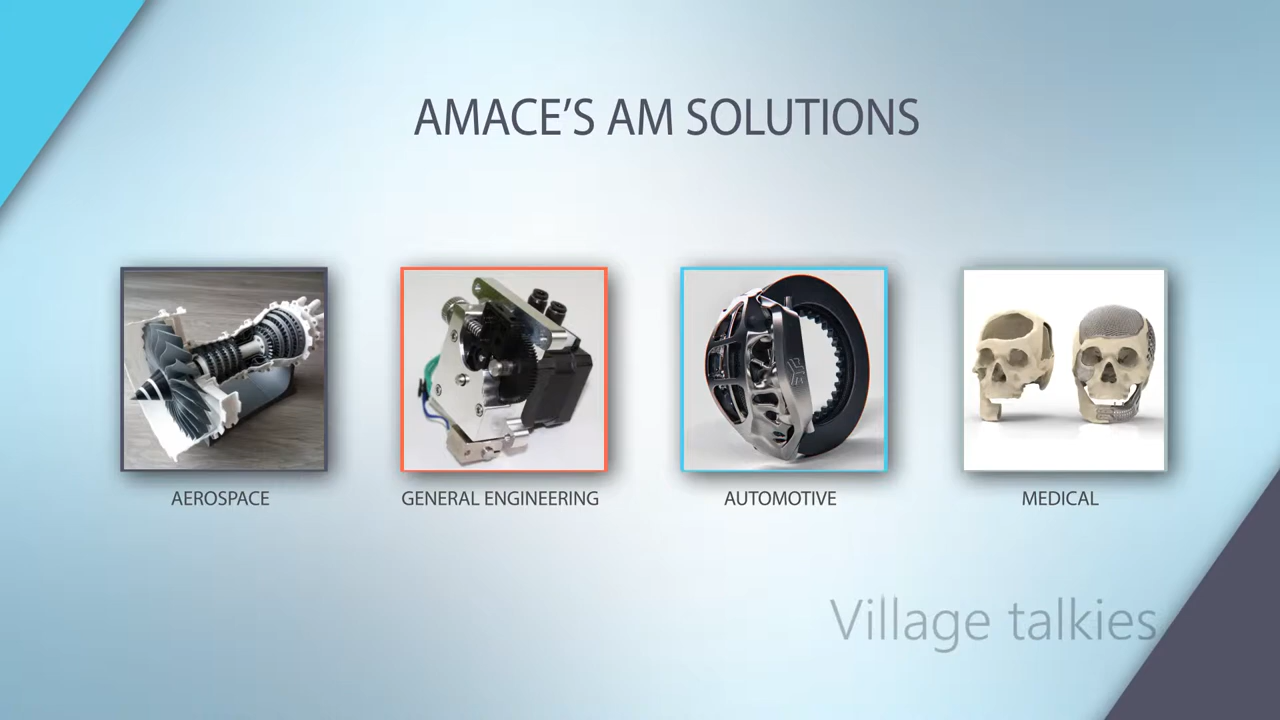 AMACE’S AM SOLUTIONS
AEROSPACE
GENERAL ENGINEERING
AUTOMOTIVE
MEDICAL
Village talkies